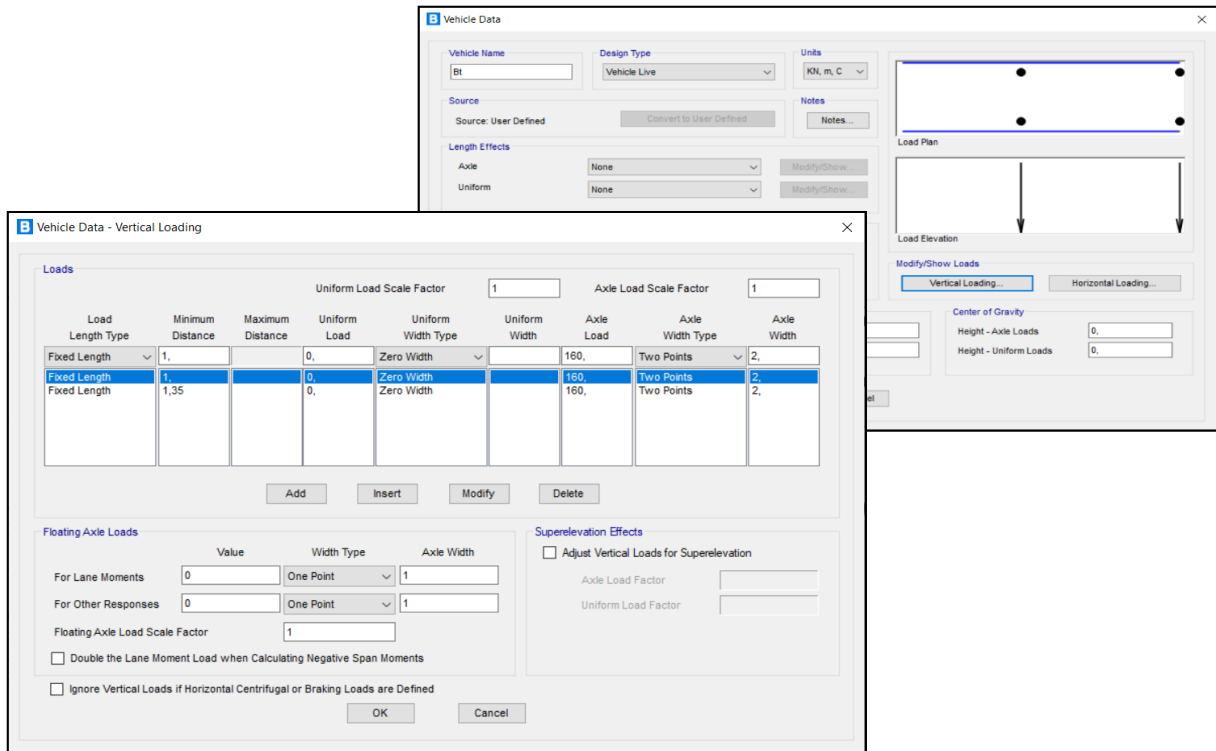 B Vehicle Data
Vehicle Name
Design Type
Units
Bt
Vehicle Live
KN, m, C
Source
Notes
Source: User Defined
Convert to User Defined
Notes...
Load Plan
Length Effects
Axle
None
Modify/Show...
Uniform
None
Modify/Show...
Load Elevation
Modify/Show Loads
Vertical Loading...
Horizontal Loading...
Center of Gravity
Height - Axle Loads
0,
Height - Uniform Loads
0,
B Vehicle Data - Vertical Loading
Loads
Uniform Load Scale Factor
1
Axle Load Scale Factor
1
Load Minimum Maximum Uniform Uniform Uniform Axle Axle Axle
Length Type Distance Distance Load Width Type Width Load Width Type Width
Fixed Length 1, 0, Zero Width 160, Two Points 2,
Fixed Length 1, 0, Zero Width 160, Two Points 2,
Fixed Length 1,35 0, Zero Width 160, Two Points 2,
Add Insert Modify Delete
Floating Axle Loads
Value Width Type Axle Width
For Lane Moments 0 One Point 1
For Other Responses 0 One Point 1
Floating Axle Load Scale Factor 1
Double the Lane Moment Load when Calculating Negative Span Moments
Superelevation Effects
Adjust Vertical Loads for Superelevation
Axle Load Factor
Uniform Load Factor
Ignore Vertical Loads if Horizontal Centrifugal or Braking Loads are Defined
OK Cancel